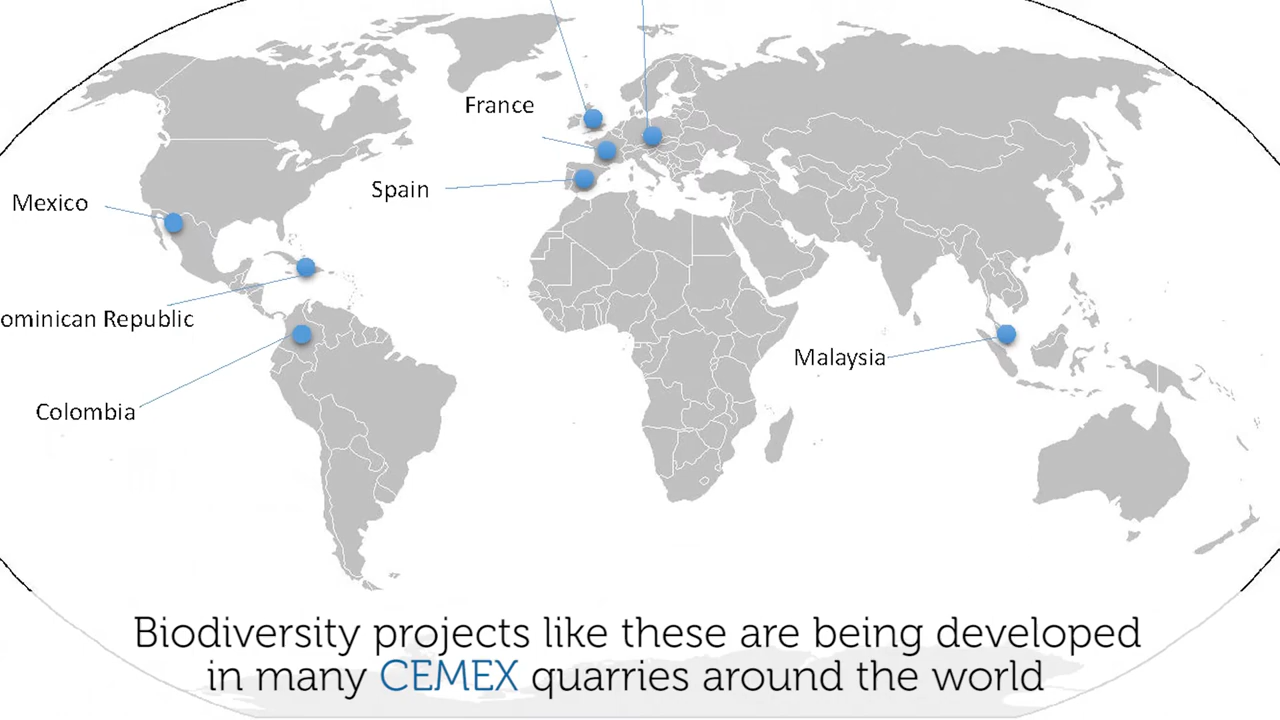 France
Spain
Mexico
ominican Republic
Malaysia
Colombia
Biodiversity projects like these are being developed
in many CEMEX quarries around the world